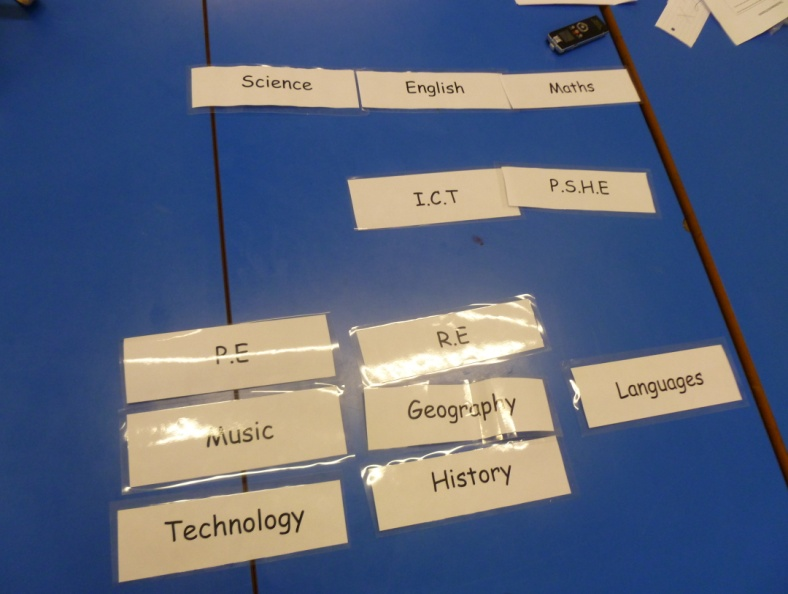 Science English Maths
I.C.T P.S.H.E
P.E R.E
Languages
Music Geography
Technology History